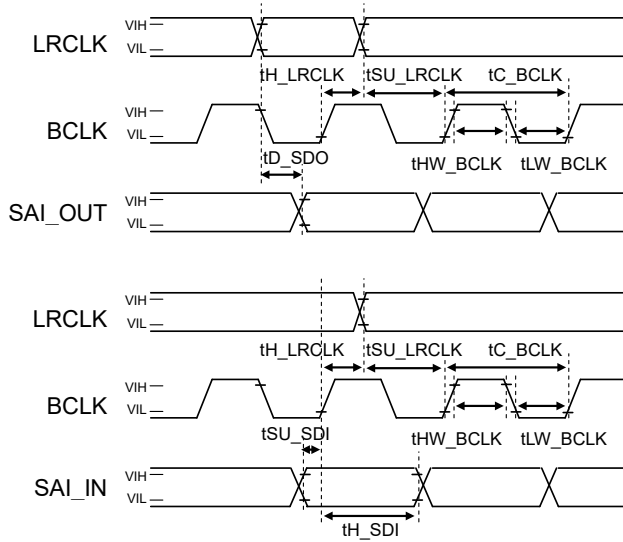 VIH
LRCLK
VIL
tH_LRCLK tSU_LRCLK tC_BCLK
VIH
BCLK
VIL
tHW_BCLK tLW_BCLK
tD_SDO
VIH
SAI_OUT
VIL
VIH
LRCLK
VIL
tH_LRCLK tSU_LRCLK tC_BCLK
VIH
BCLK
VIL
tSU_SDI tHW_BCLK tLW_BCLK
VIH
SAI_IN
VIL
tH_SDI